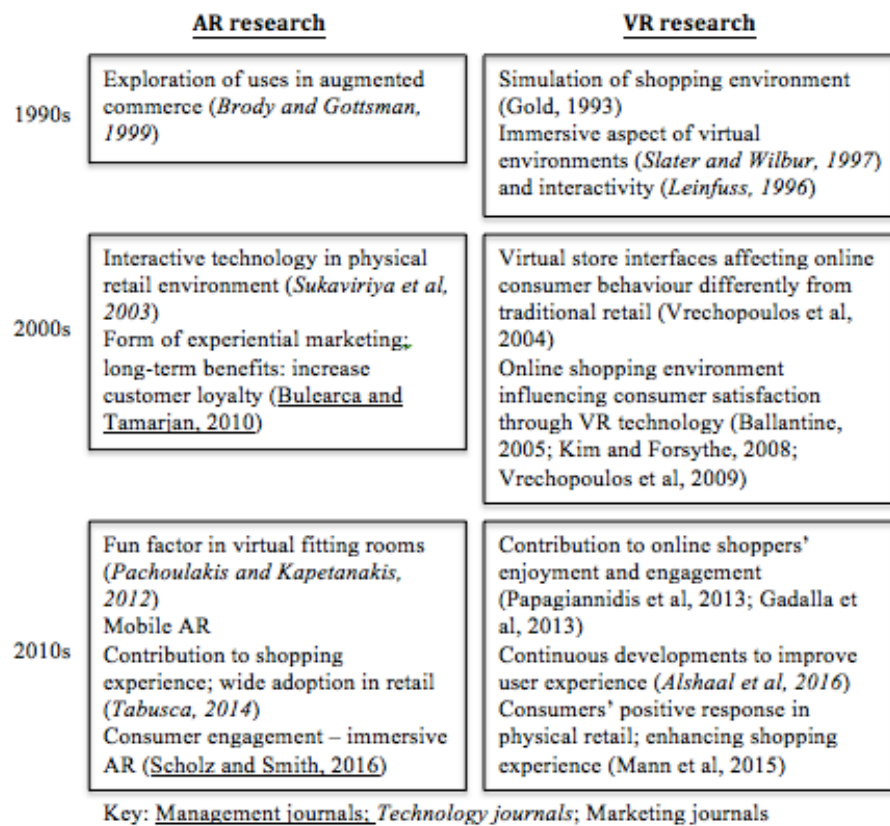 AR research
VR research
1990s
Exploration of uses in augmented
commerce (Brody and Gottsman,
1999)
Simulation of shopping environment
(Gold, 1993)
Immersive aspect of virtual
environments (Slater and Wilbur, 1997)
and interactivity (Leinfuss, 1996)
2000s
Interactive technology in physical
retail environment (Sukaviriya et al,
2003)
Form of experiential marketing;
long-term benefits: increase
customer loyalty (Bulearca and
Tamarjan, 2010)
Virtual store interfaces affecting online
consumer behaviour differently from
traditional retail (Vrechopoulos et al,
2004)
Online shopping environment
influencing consumer satisfaction
through VR technology (Ballantine,
2005; Kim and Forsythe, 2008;
Vrechopoulos et al, 2009)
2010s
Fun factor in virtual fitting rooms
(Pachoulakis and Kapetanakis,
2012)
Mobile AR
Contribution to shopping
experience; wide adoption in retail
(Tabusca, 2014)
Consumer engagement – immersive
AR (Scholz and Smith, 2016)
Contribution to online shoppers’
enjoyment and engagement
(Papagiannidis et al, 2013; Gadalla et
al, 2013)
Continuous developments to improve
user experience (Alshaal et al, 2016)
Consumers’ positive response in
physical retail; enhancing shopping
experience (Mann et al, 2015)
Key: Management journals; Technology journals; Marketing journals